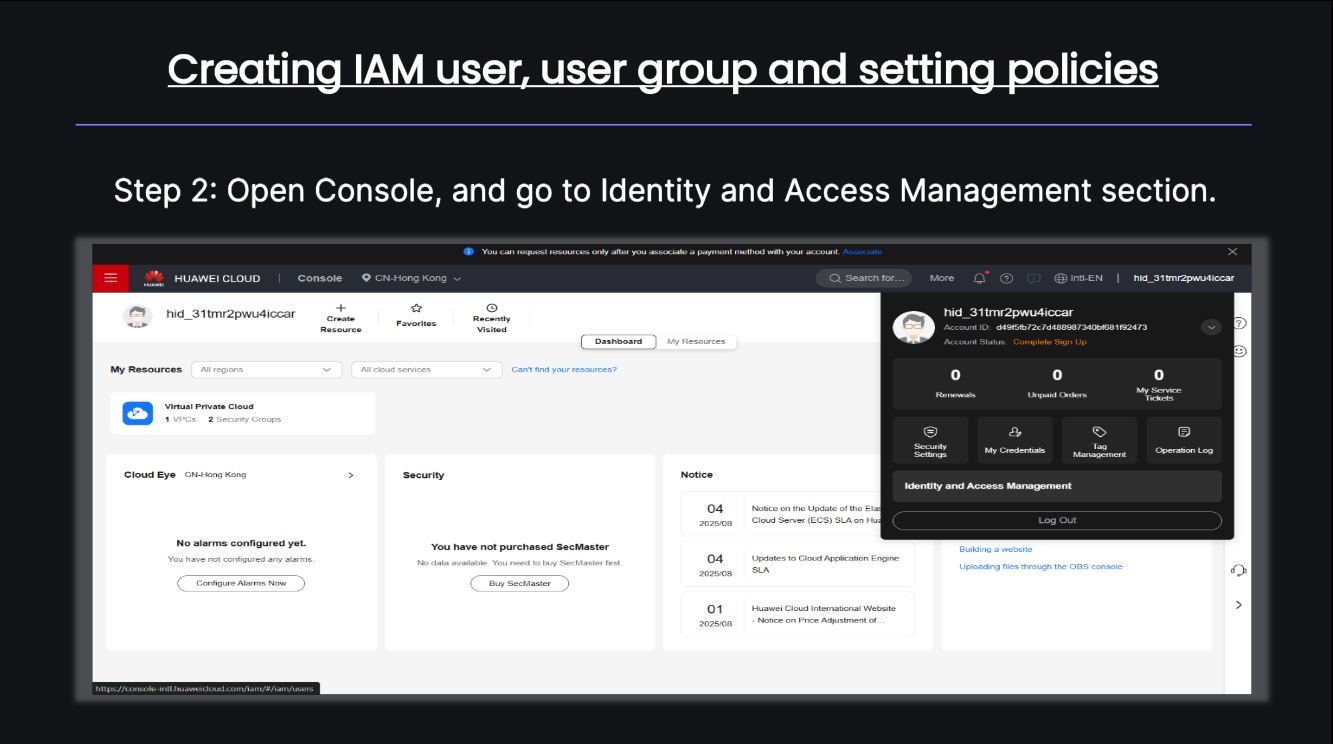 Creating IAM user, user group and setting policies
Step 2: Open Console, and go to Identity and Access Management section.
You can request resources only after you associate a payment method with your account. Associate
HUAWEI
HUAWEI CLOUD | Console CN-Hong Kong Search for... More Intl-EN | hid_31tmr2pwu4iccar
hid_31tmr2pwu4iccar
Create
Resource
Favorites
Recently
Visited
Dashboard My Resources
My Resources All regions All cloud services Can't find your resources?
Virtual Private Cloud
1 VPCs 2 Security Groups
Cloud Eye CN-Hong Kong
No alarms configured yet.
You have not configured any alarms.
Configure Alarms Now
Security
You have not purchased SecMaster
No data available. You need to buy SecMaster first.
Buy SecMaster
Notice
04
2025/08
Notice on the Update of the Elas
Cloud Server (ECS) SLA on Hua
04
2025/08
Updates to Cloud Application Engine
SLA
01
2025/08
Huawei Cloud International Website
- Notice on Price Adjustment of...
hid_31tmr2pwu4iccar
Account ID: d49f5fb72c7d488987340bf681f92473
Account Status: Complete Sign Up
0
Renewals
0
Unpaid Orders
0
My Service
Tickets
Security
Settings
My Credentials
Tag
Management
Operation Log
Identity and Access Management
Log Out
Building a website
Uploading files through the OBS console
https://console-intl.huaweicloud.com/iam/#/iam/users